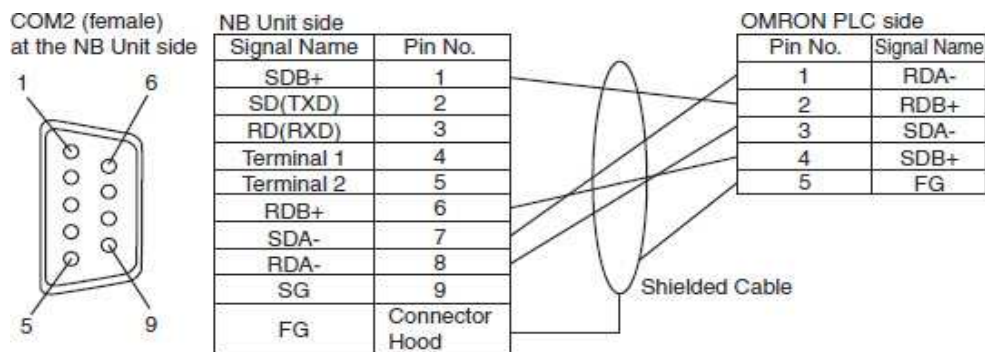 COM2 (female)
at the NB Unit side
1 6
5 9
NB Unit side
Signal Name Pin No.
SDB+ 1
SD(TXD) 2
RD(RXD) 3
Terminal 1 4
Terminal 2 5
RDB+ 6
SDA- 7
RDA- 8
SG 9
FG Connector
Hood
Shielded Cable
OMRON PLC side
Pin No. Signal Name
1 RDA-
2 RDB+
3 SDA-
4 SDB+
5 FG